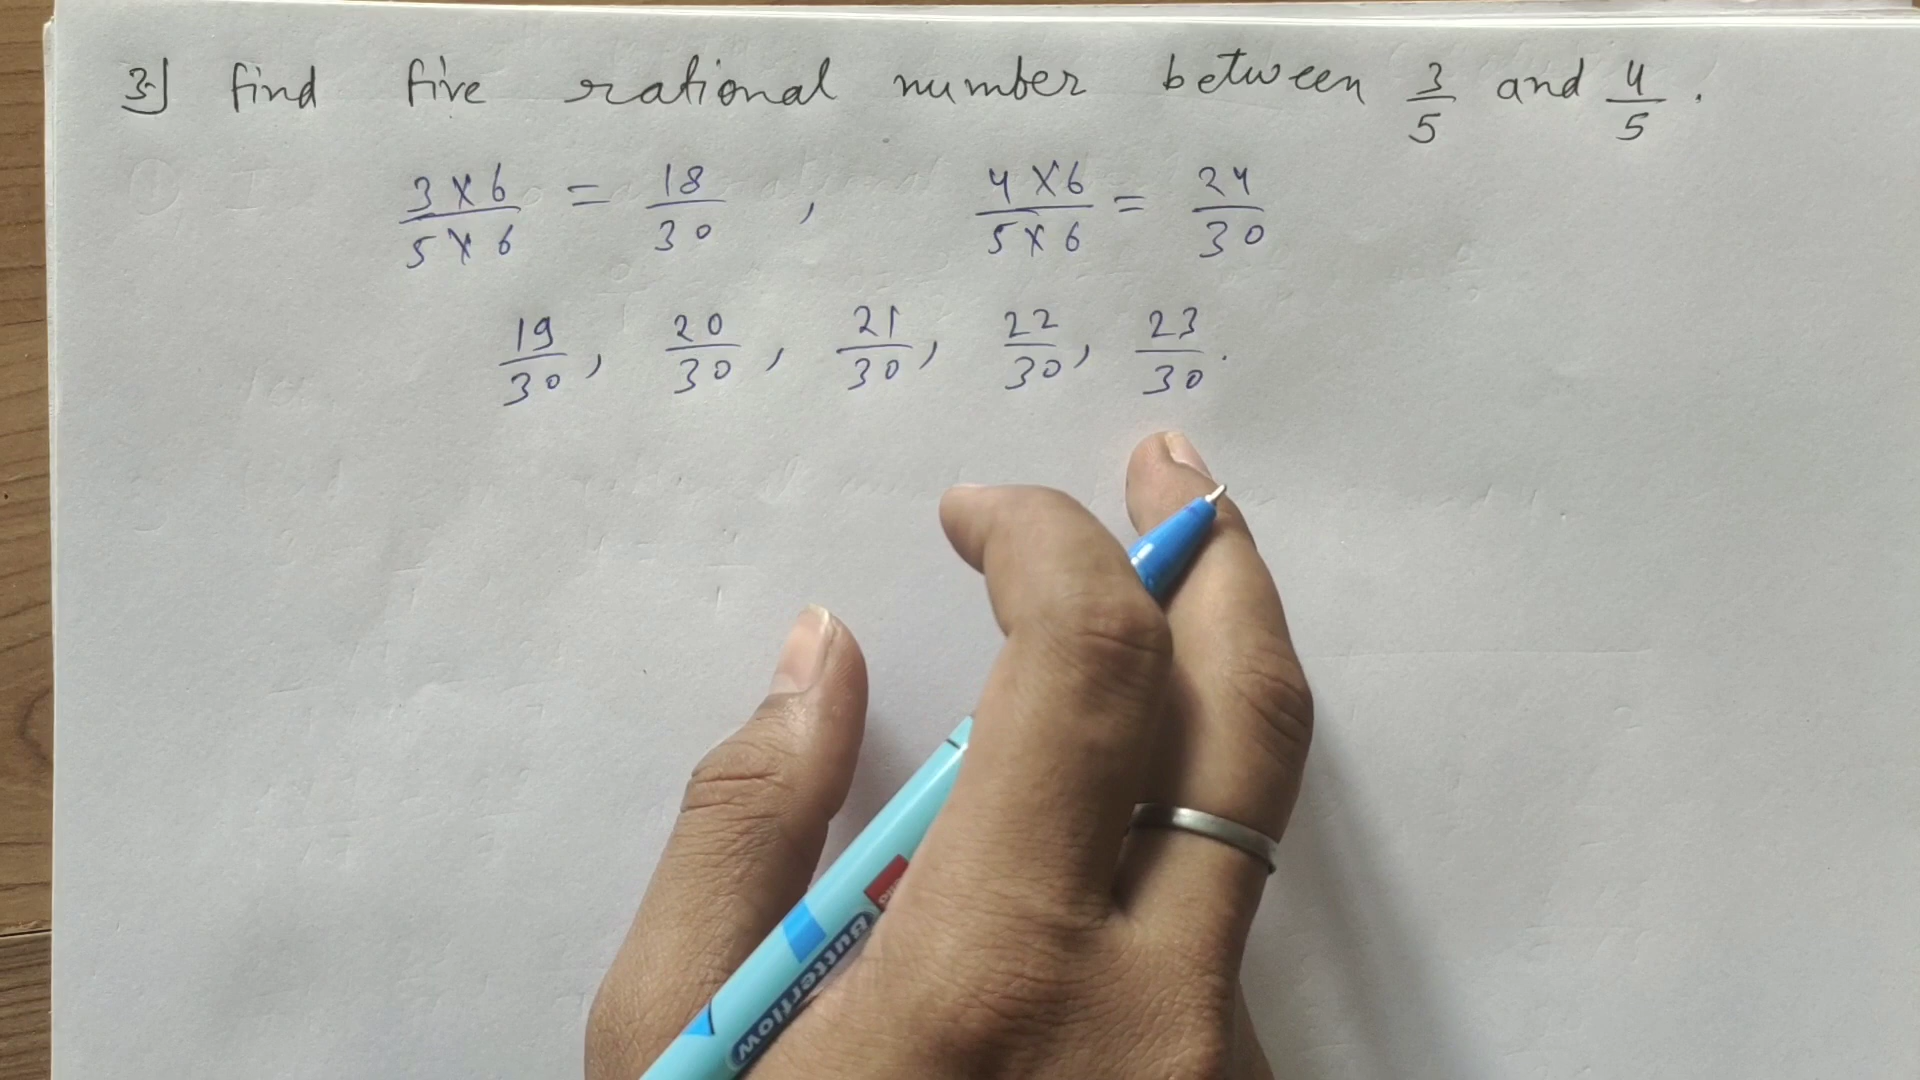 3) find five rational number between 3/5 and 4/5 .
3 X 6 / 5 X 6 = 18/30 , 4 X 6 / 5 X 6 = 24/30
19/30 , 20/30 , 21/30 , 22/30 , 23/30 .
Butterflow